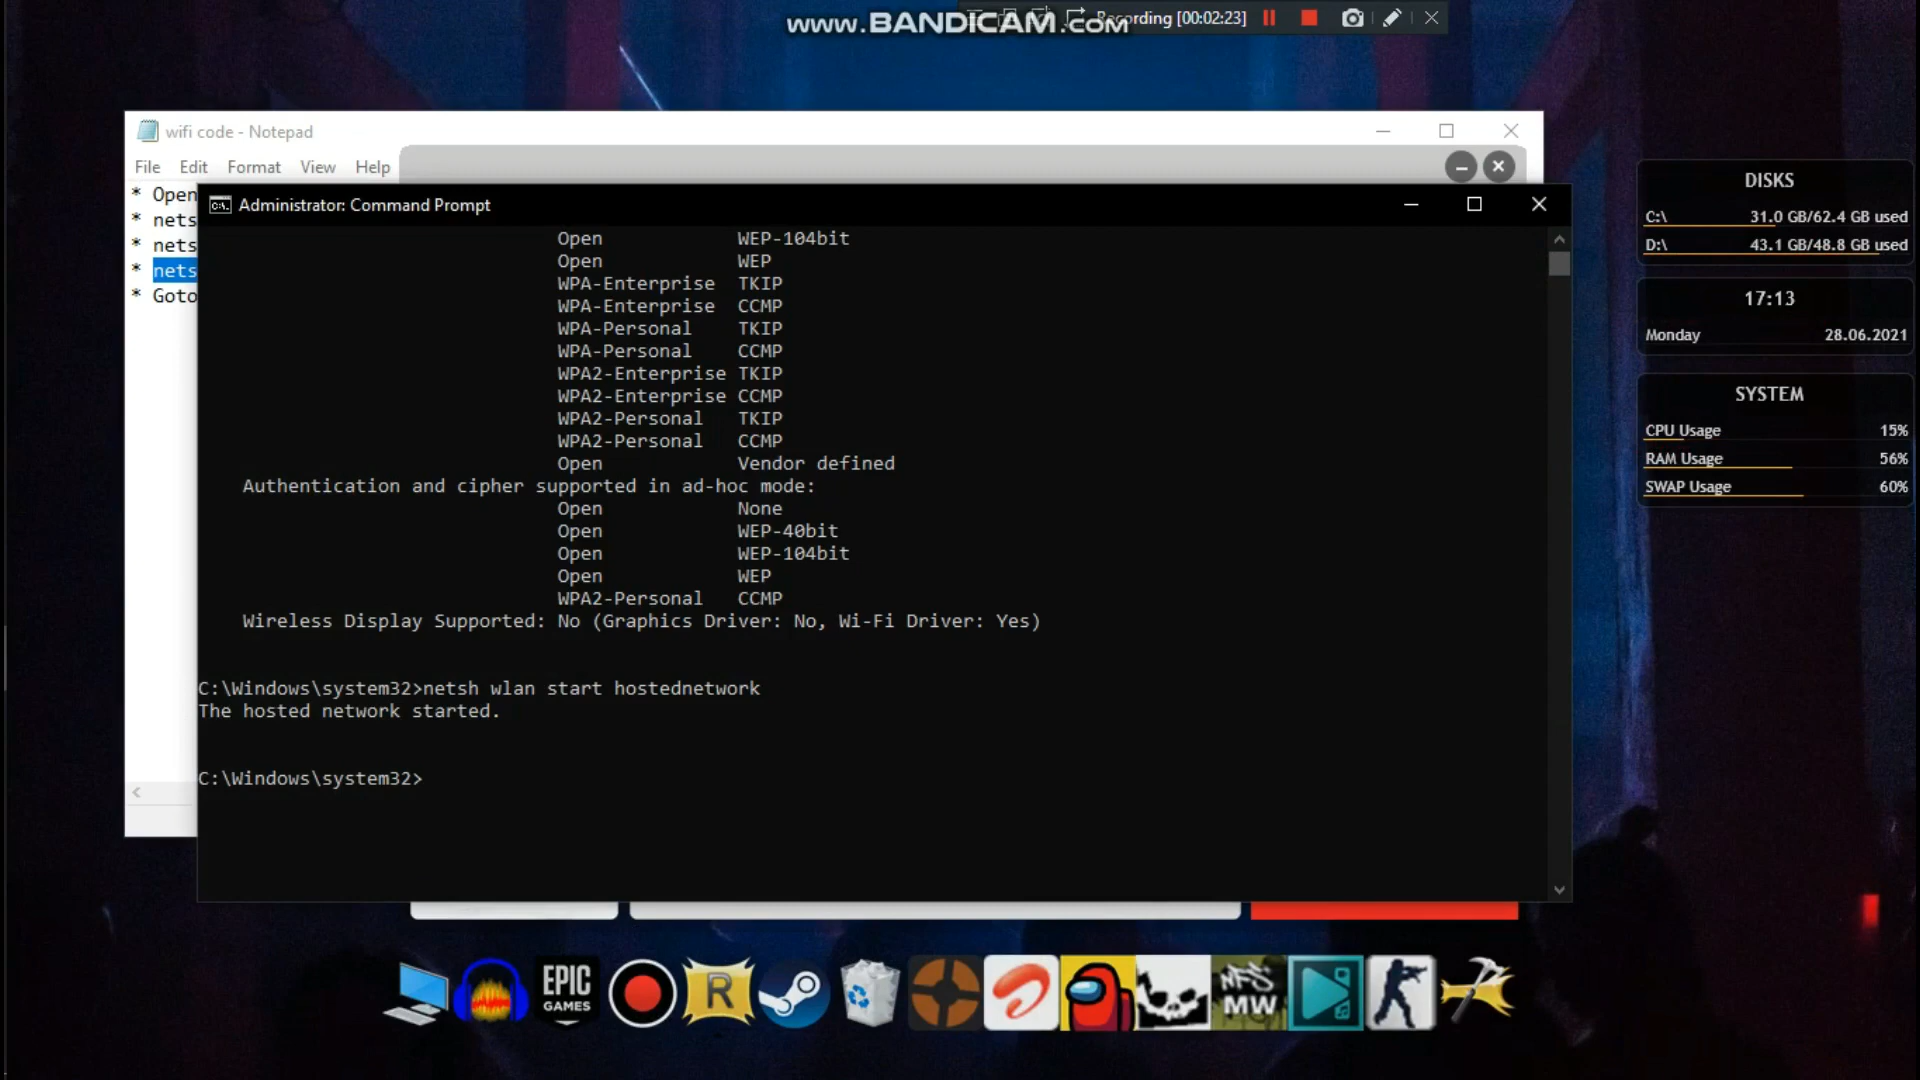 www.BANDICAM.com
Recording [00:02:23]
wifi code - Notepad
File Edit Format View Help
* Open
* nets
* nets
* nets
* Goto
Administrator: Command Prompt
Open WEP-104bit
Open WEP
WPA-Enterprise TKIP
WPA-Enterprise CCMP
WPA-Personal TKIP
WPA-Personal CCMP
WPA2-Enterprise TKIP
WPA2-Enterprise CCMP
WPA2-Personal TKIP
WPA2-Personal CCMP
Open Vendor defined
Authentication and cipher supported in ad-hoc mode:
Open None
Open WEP-40bit
Open WEP-104bit
Open WEP
WPA2-Personal CCMP
Wireless Display Supported: No (Graphics Driver: No, Wi-Fi Driver: Yes)
C:\Windows\system32>netsh wlan start hostednetwork
The hosted network started.
C:\Windows\system32>
DISKS
C:\ 31.0 GB/62.4 GB used
D:\ 43.1 GB/48.8 GB used
17:13
Monday 28.06.2021
SYSTEM
CPU Usage 15%
RAM Usage 56%
SWAP Usage 60%
EPIC
GAMES
R
NFS
MW